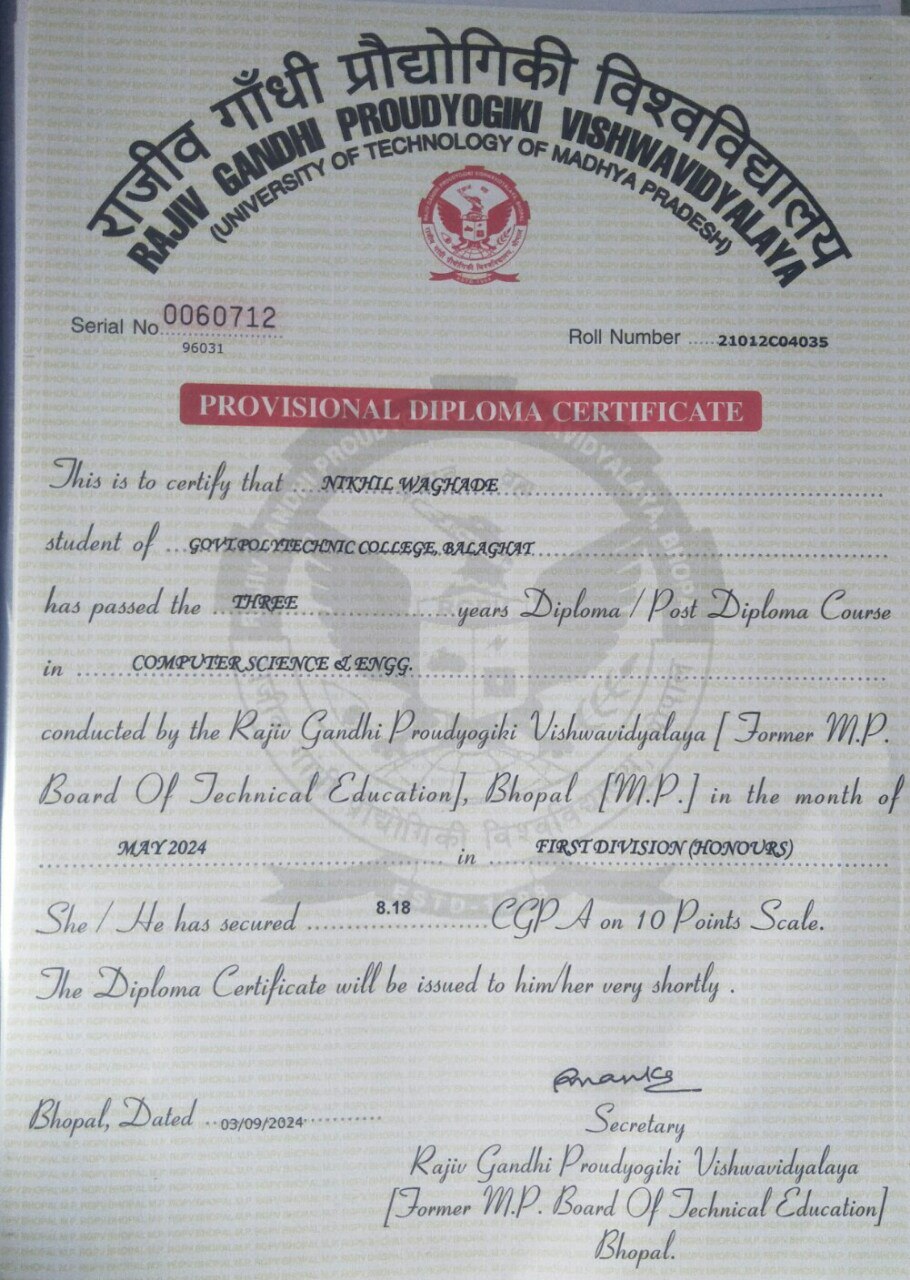 राजीव गाँधी प्रौद्योगिकी विश्वविद्यालय
RAJIV GANDHI PROUDYOGIKI VISHWAVIDYALAYA
(UNIVERSITY OF TECHNOLOGY OF MADHYA PRADESH)
Serial No. 0060712
96031
Roll Number ..... 21012C04035
PROVISIONAL DIPLOMA CERTIFICATE
This is to certify that ... NIKHIL WAGHADE
student of ... GOVT.POLYTECHNIC COLLEGE, BALAGHAT
has passed the ... THREE ... years Diploma / Post Diploma Course
in ... COMPUTER SCIENCE & ENGG.
conducted by the Rajiv Gandhi Proudyogiki Vishwavidyalaya [ Former M.P.
Board Of Technical Education], Bhopal [M.P.] in the month of
MAY 2024 in FIRST DIVISION (HONOURS)
She / He has secured ... 8.18 ... CGP A on 10 Points Scale.
The Diploma Certificate will be issued to him/her very shortly .
Bhopal, Dated ... 03/09/2024
Secretary
Rajiv Gandhi Proudyogiki Vishwavidyalaya
[Former M.P. Board Of Technical Education]
Bhopal.